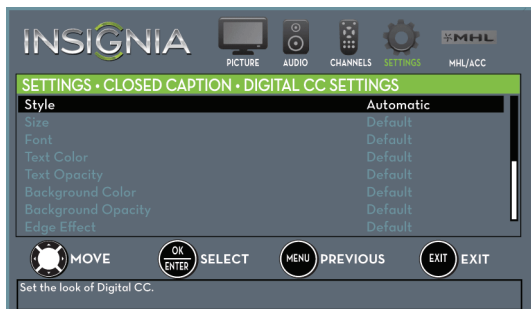 INSIGNIA
PICTURE AUDIO CHANNELS SETTINGS MHL MHL/ACC
SETTINGS • CLOSED CAPTION • DIGITAL CC SETTINGS
Style Automatic
Size Default
Font Default
Text Color Default
Text Opacity Default
Background Color Default
Background Opacity Default
Edge Effect Default
MOVE OK ENTER SELECT MENU PREVIOUS EXIT EXIT
Set the look of Digital CC.